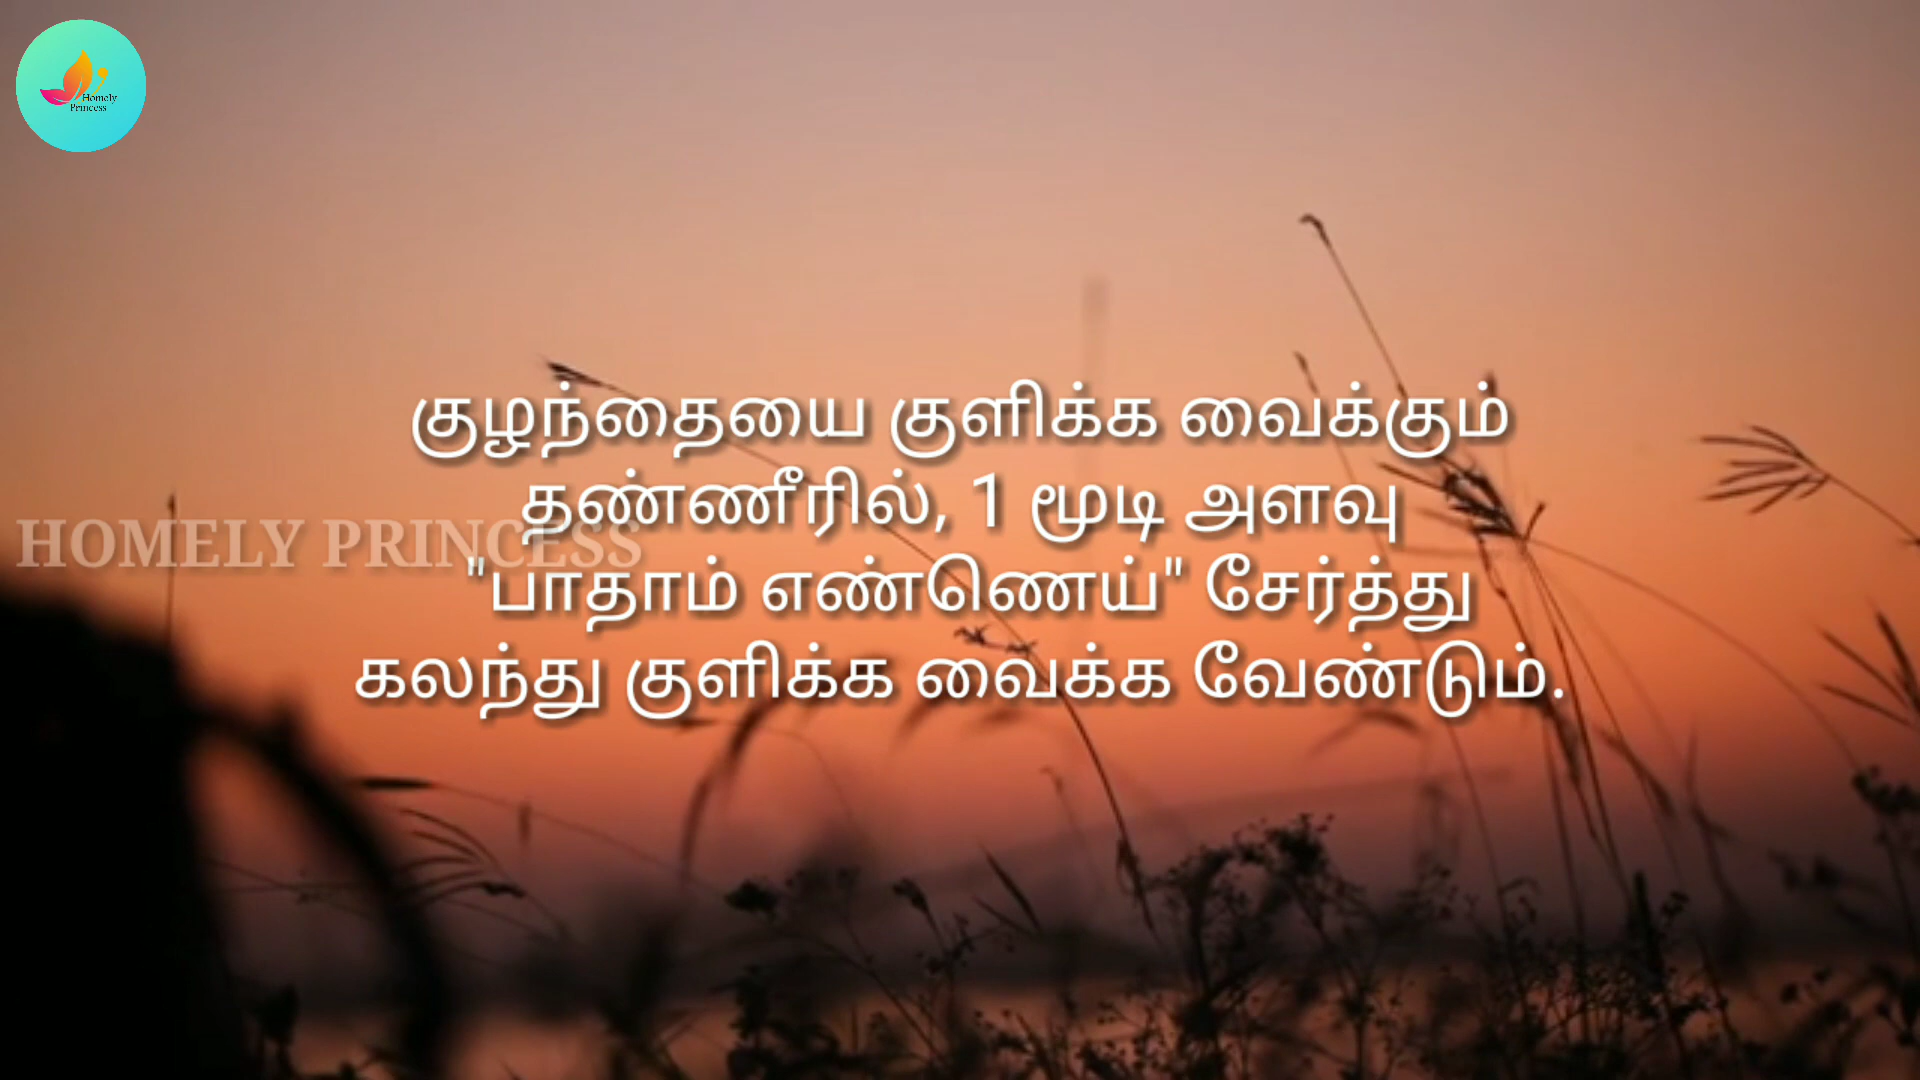 Homely
Princess
குழந்தையை குளிக்க வைக்கும்
தண்ணீரில், 1 மூடி அளவு
HOMELY PRINCESS
"பாதாம் எண்ணெய்" சேர்த்து
கலந்து குளிக்க வைக்க வேண்டும்.